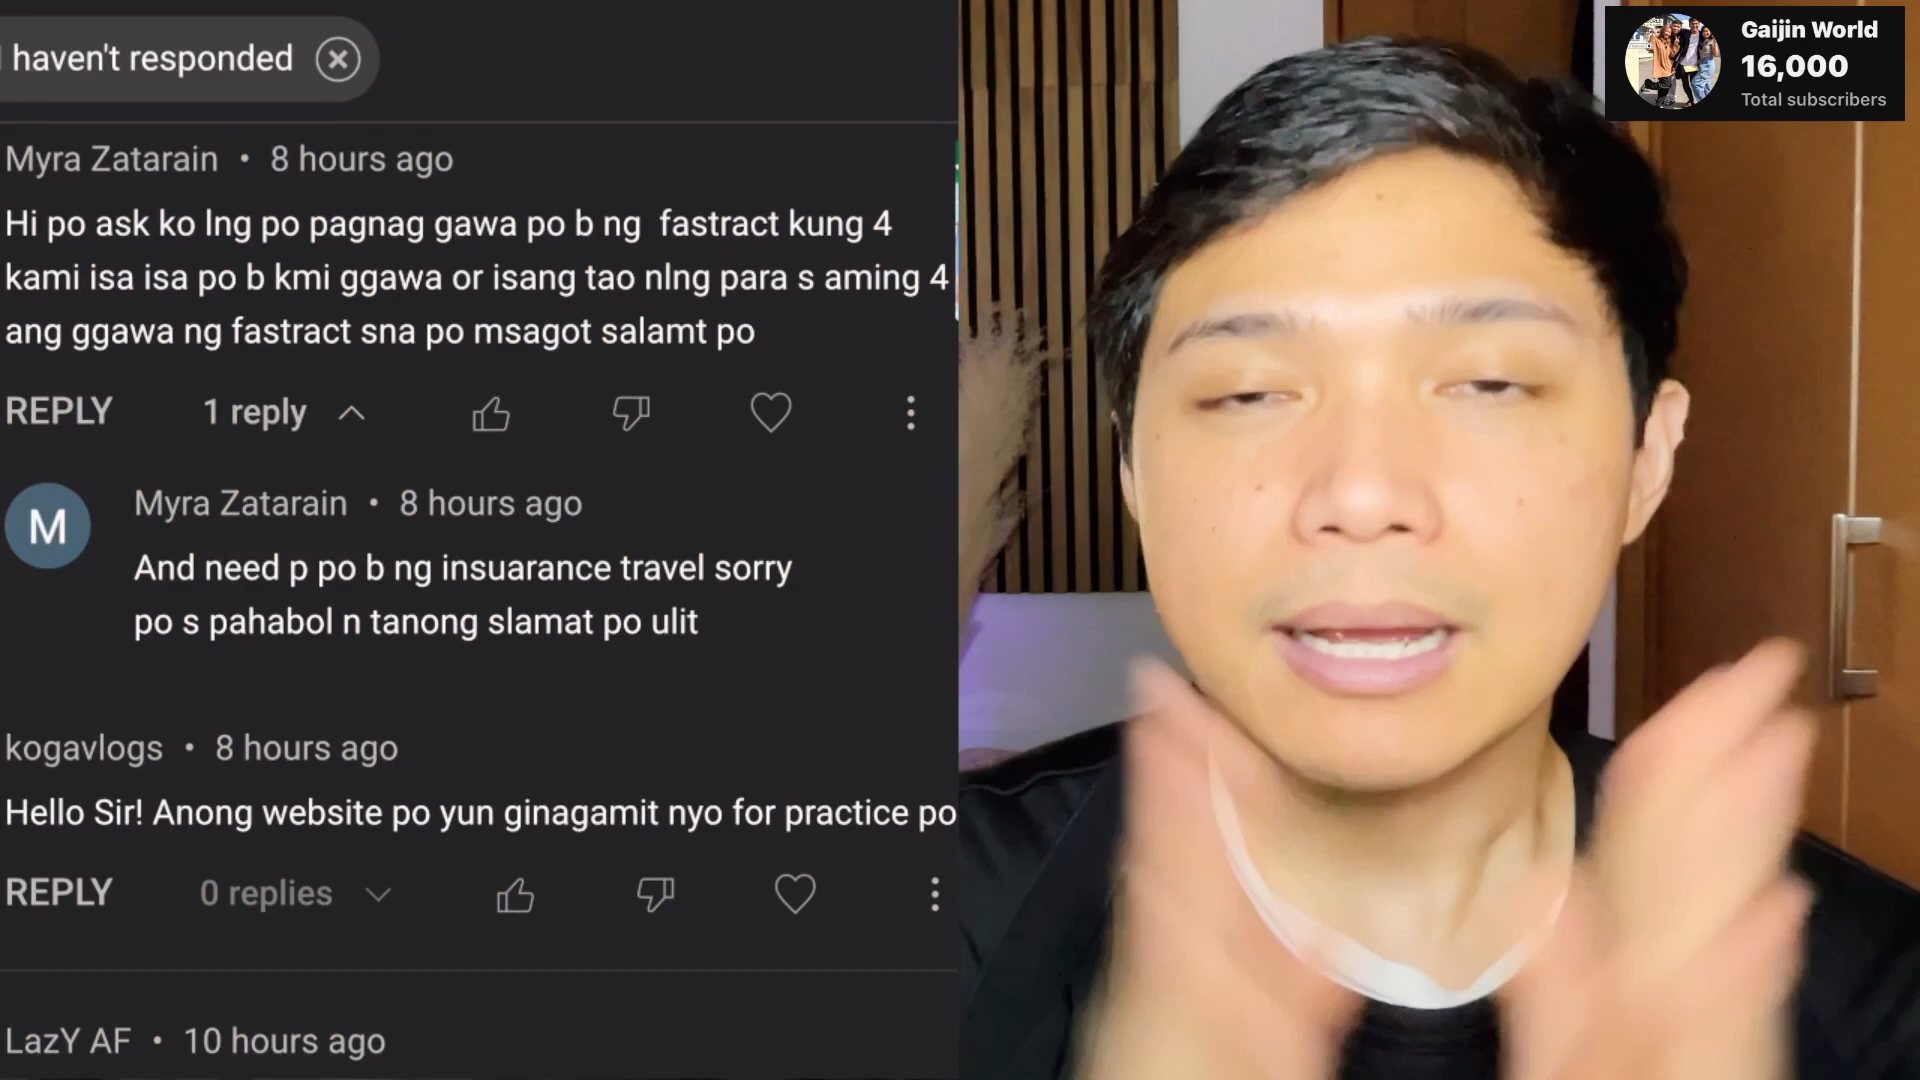 haven't responded
Myra Zatarain • 8 hours ago
Hi po ask ko lng po pagnag gawa po b ng fastract kung 4
kami isa isa po b kmi ggawa or isang tao nlng para s aming 4
ang ggawa ng fastract sna po msagot salamt po
REPLY 1 reply
M
Myra Zatarain • 8 hours ago
And need p po b ng insuarance travel sorry
po s pahabol n tanong slamat po ulit
kogavlogs • 8 hours ago
Hello Sir! Anong website po yun ginagamit nyo for practice po
REPLY 0 replies
LazY AF • 10 hours ago
Gaijin World
16,000
Total subscribers